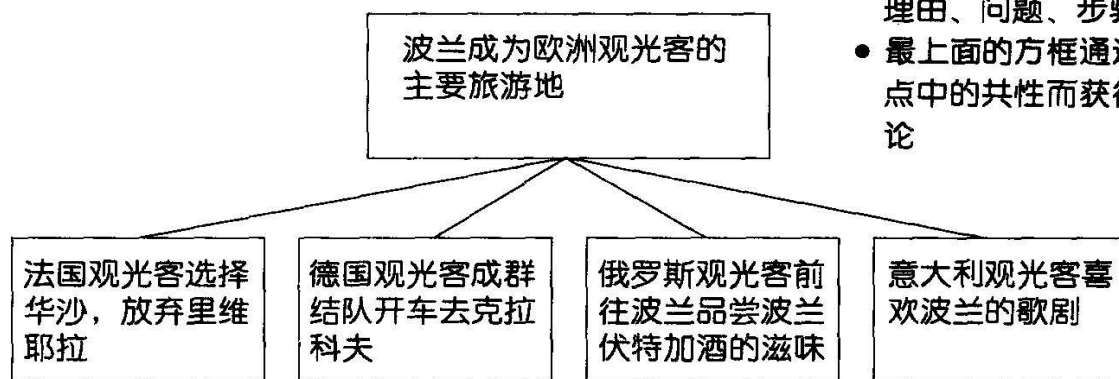 理由、问题、步
● 最上面的方框通
点中的共性而获
论
波兰成为欧洲观光客的
主要旅游地
法国观光客选择
华沙，放弃里维
耶拉
德国观光客成群
结队开车去克拉
科夫
俄罗斯观光客前
往波兰品尝波兰
伏特加酒的滋味
意大利观光客喜
欢波兰的歌剧